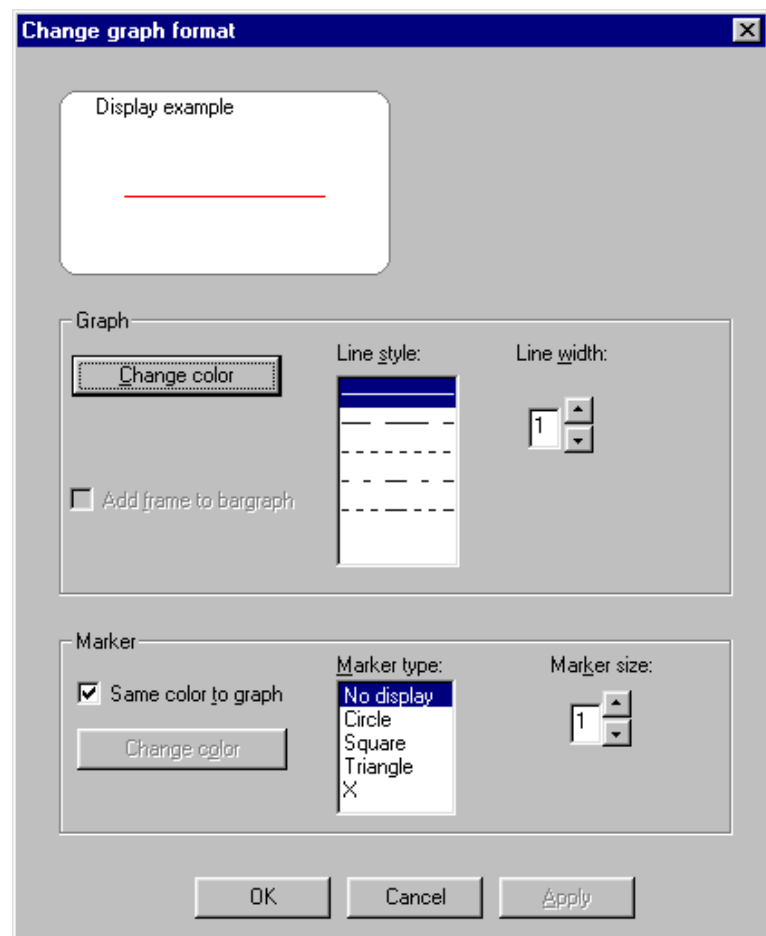 Change graph format
Display example
Graph
Change color
Line style:
Line width:
1
Add frame to bargraph
Marker
Same color to graph
Change color
Marker type:
No display
Circle
Square
Triangle
X
Marker size:
1
OK
Cancel
Apply